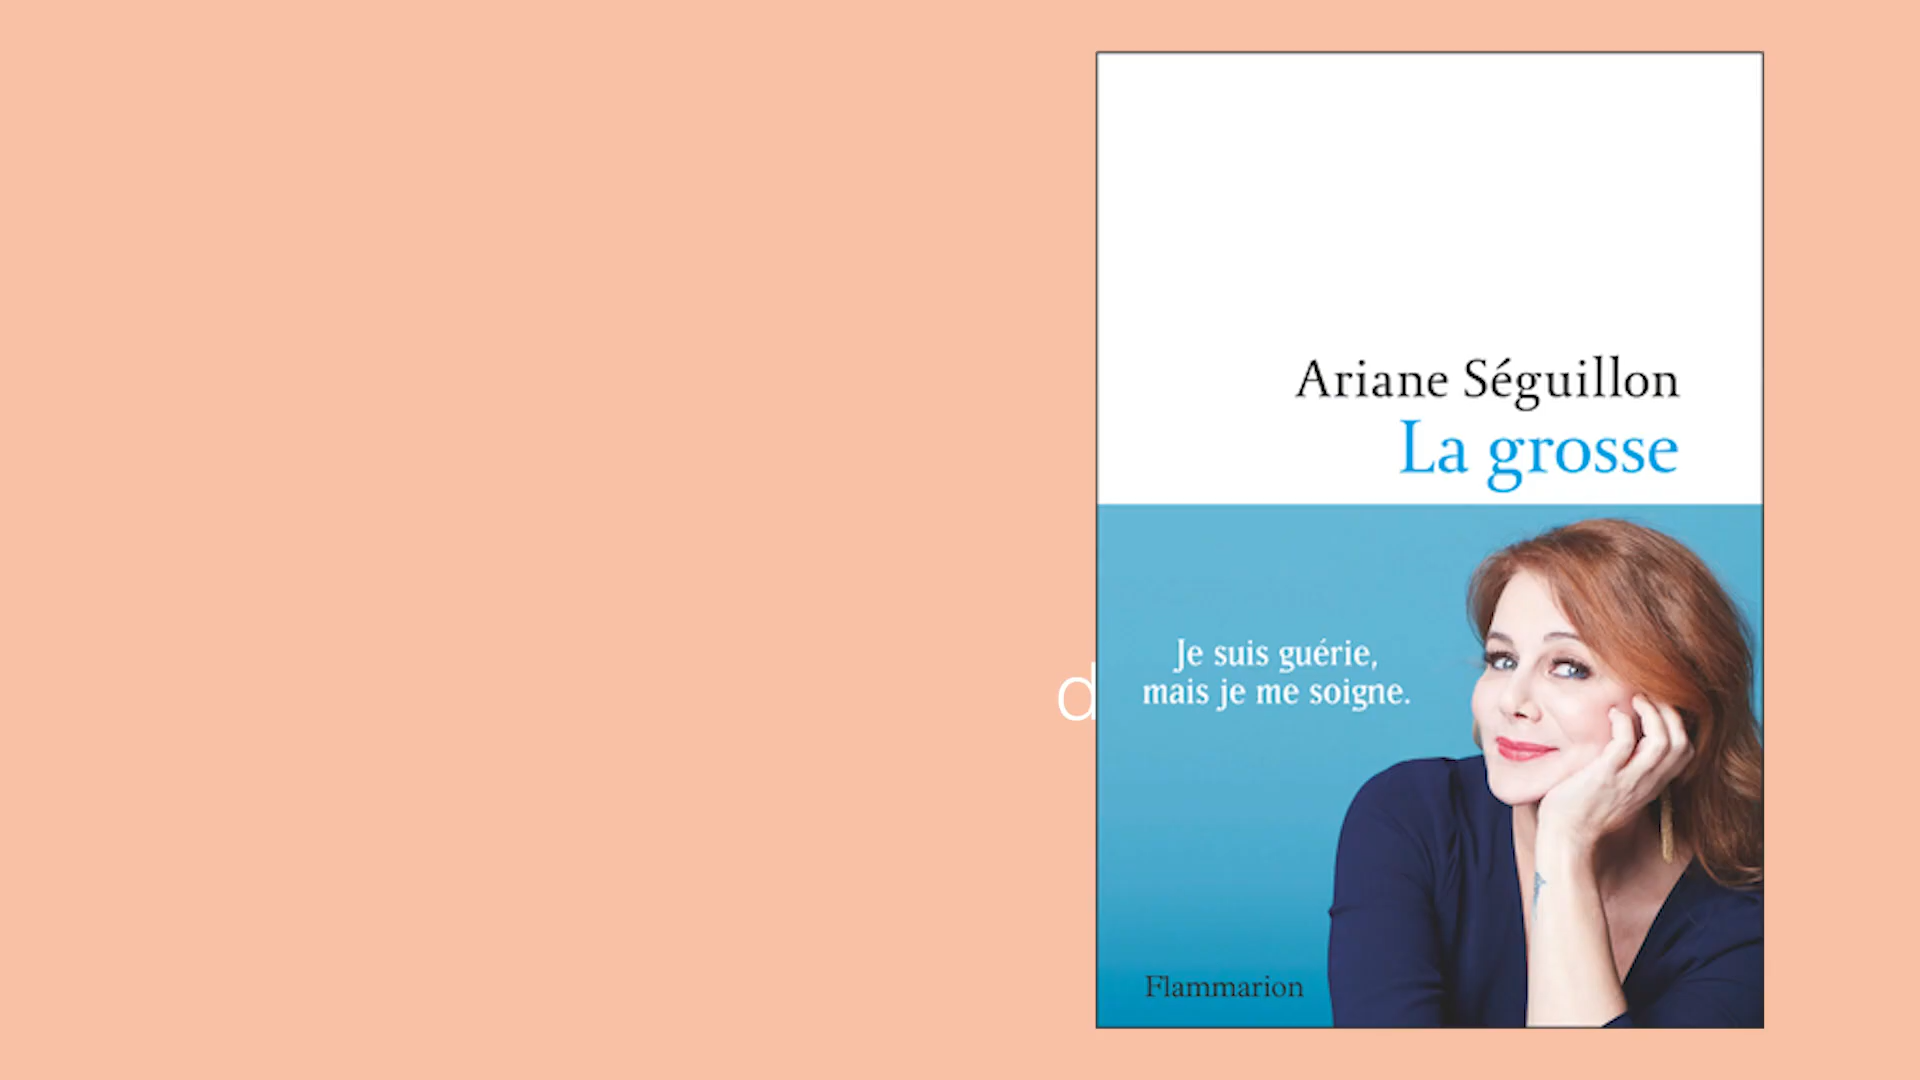 Ariane Séguillon
La grosse
Je suis guérie,
mais je me soigne.
d
Flammarion